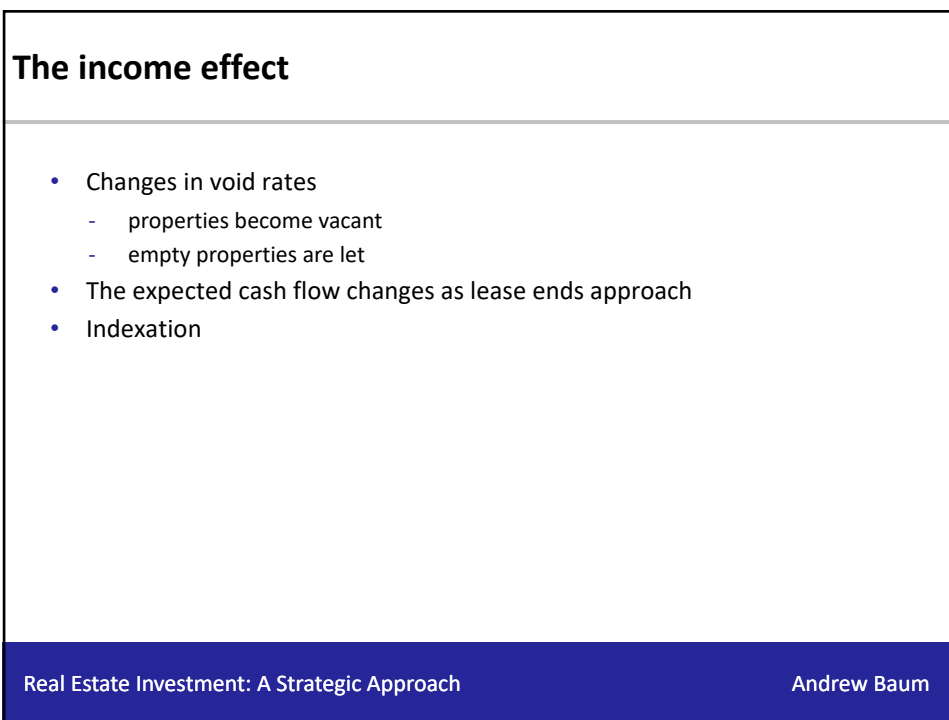 The income effect
• Changes in void rates
- properties become vacant
- empty properties are let
• The expected cash flow changes as lease ends approach
• Indexation
Real Estate Investment: A Strategic Approach
Andrew Baum